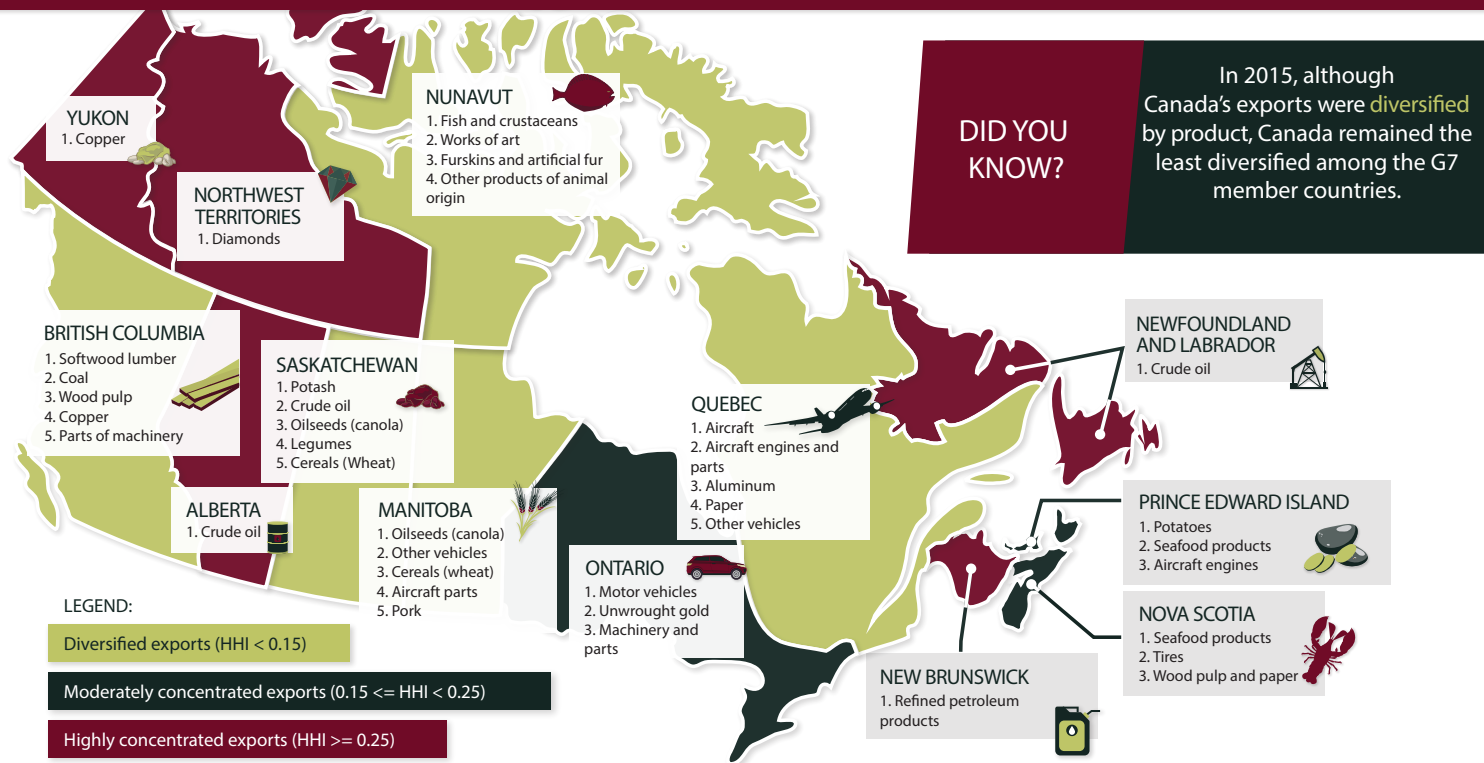 YUKON
1. Copper
NORTHWEST
TERRITORIES
1. Diamonds
NUNAVUT
1. Fish and crustaceans
2. Works of art
3. Furskins and artificial fur
4. Other products of animal
origin
DID YOU
KNOW?
In 2015, although
Canada's exports were diversified
by product, Canada remained the
least diversified among the G7
member countries.
BRITISH COLUMBIA
1. Softwood lumber
2. Coal
3. Wood pulp
4. Copper
5. Parts of machinery
SASKATCHEWAN
1. Potash
2. Crude oil
3. Oilseeds (canola)
4. Legumes
5. Cereals (Wheat)
ALBERTA
1. Crude oil
MANITOBA
1. Oilseeds (canola)
2. Other vehicles
3. Cereals (wheat)
4. Aircraft parts
5. Pork
ONTARIO
1. Motor vehicles
2. Unwrought gold
3. Machinery and
parts
QUEBEC
1. Aircraft
2. Aircraft engines and
parts
3. Aluminum
4. Paper
5. Other vehicles
NEWFOUNDLAND
AND LABRADOR
1. Crude oil
PRINCE EDWARD ISLAND
1. Potatoes
2. Seafood products
3. Aircraft engines
NOVA SCOTIA
1. Seafood products
2. Tires
3. Wood pulp and paper
NEW BRUNSWICK
1. Refined petroleum
products
LEGEND:
Diversified exports (HHI < 0.15)
Moderately concentrated exports (0.15 <= HHI < 0.25)
Highly concentrated exports (HHI >= 0.25)